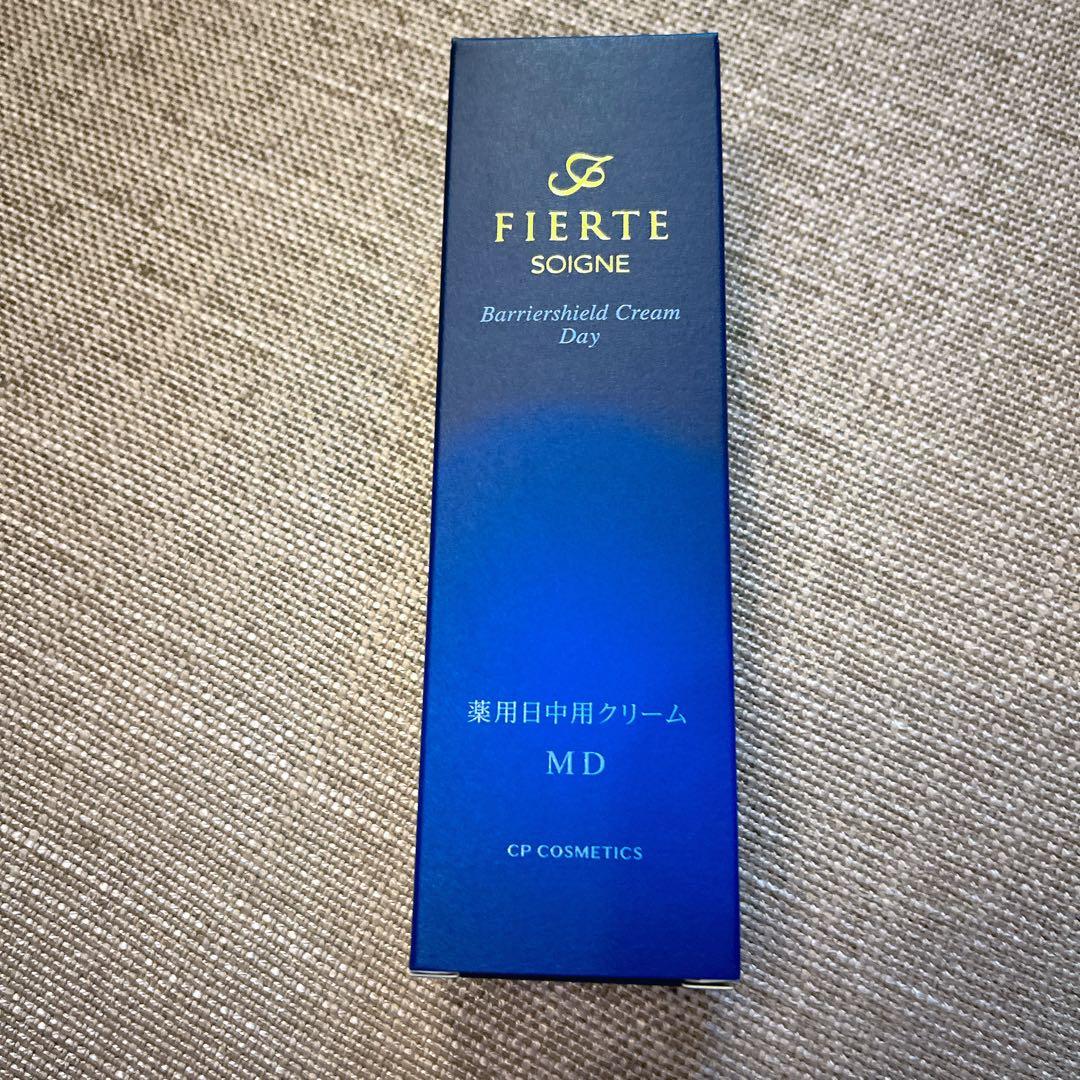 FIERTE
SOIGNE
Barriershield Cream
Day
薬用日中用クリーム
MD
CP COSMETICS